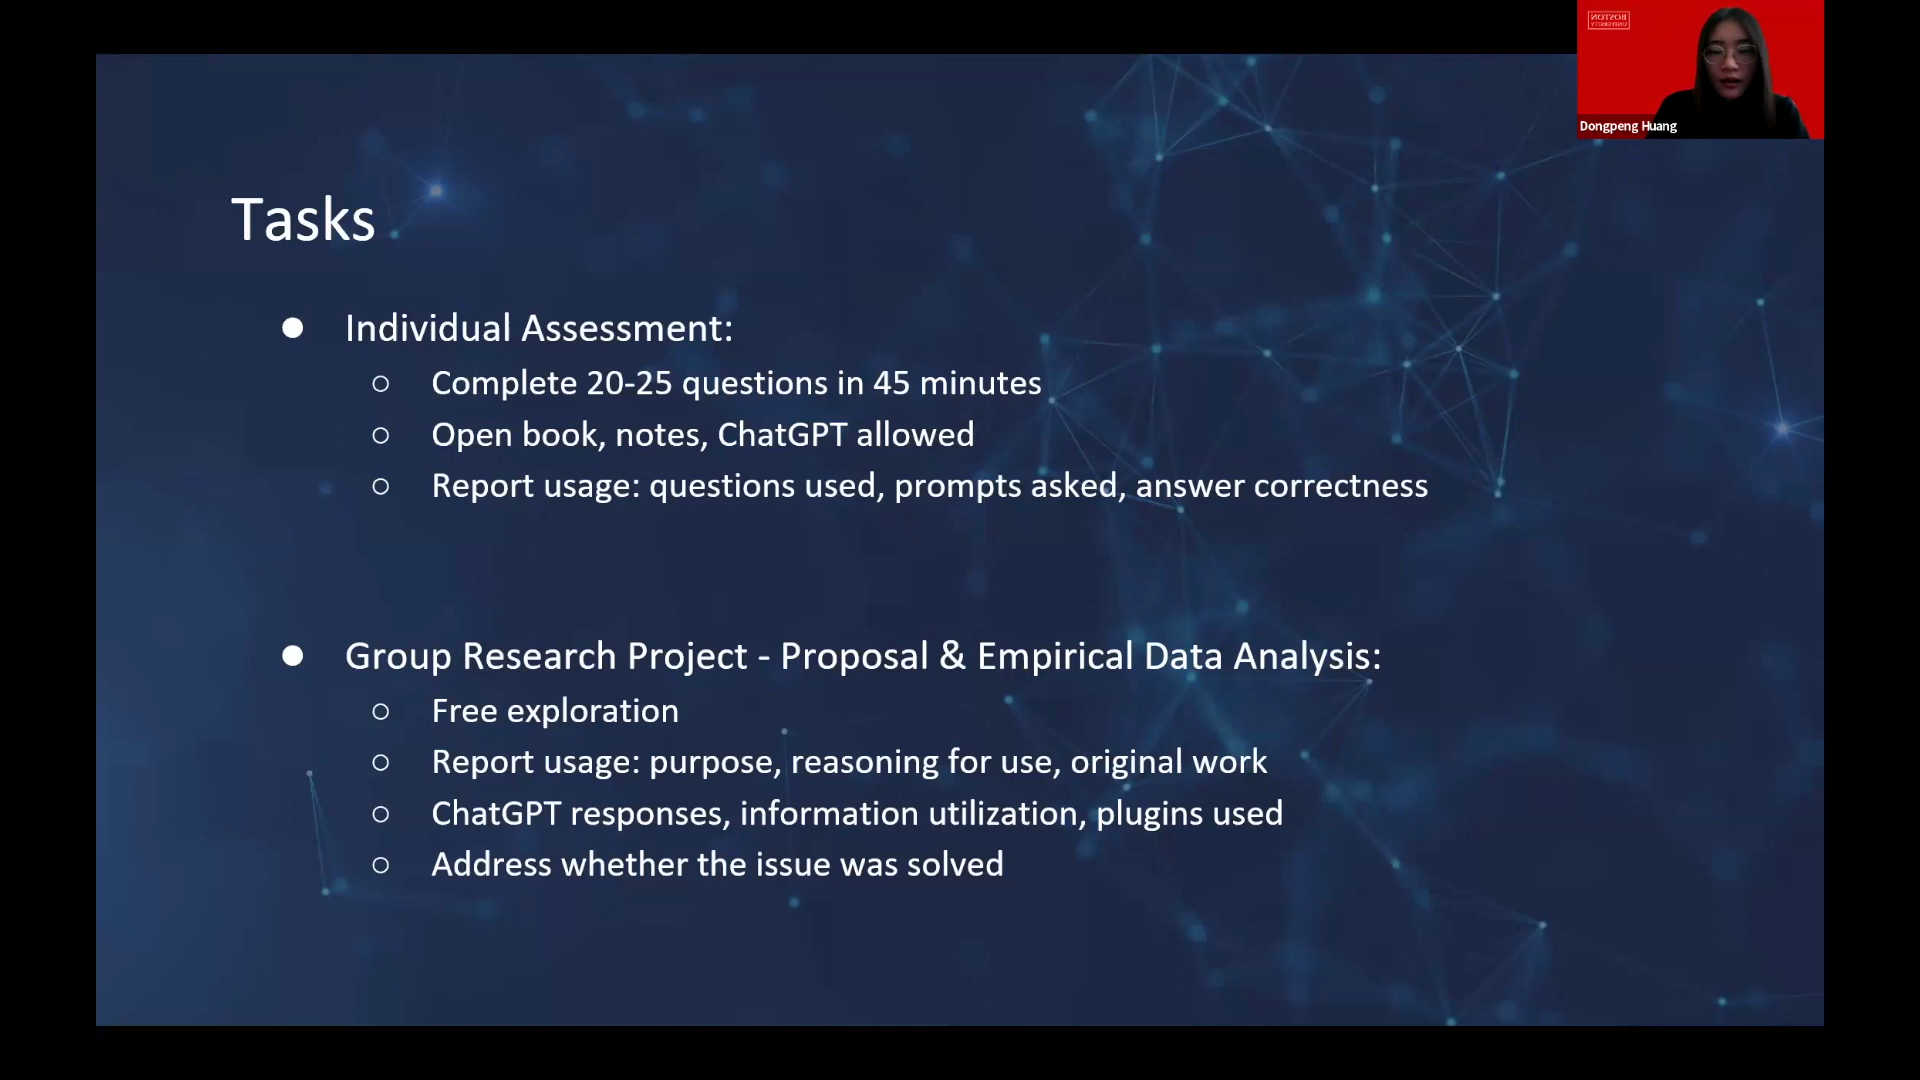 BOSTON
UNIVERSITY
Dongpeng Huang
Tasks
● Individual Assessment:
○ Complete 20-25 questions in 45 minutes
○ Open book, notes, ChatGPT allowed
○ Report usage: questions used, prompts asked, answer correctness
● Group Research Project - Proposal & Empirical Data Analysis:
○ Free exploration
○ Report usage: purpose, reasoning for use, original work
○ ChatGPT responses, information utilization, plugins used
○ Address whether the issue was solved